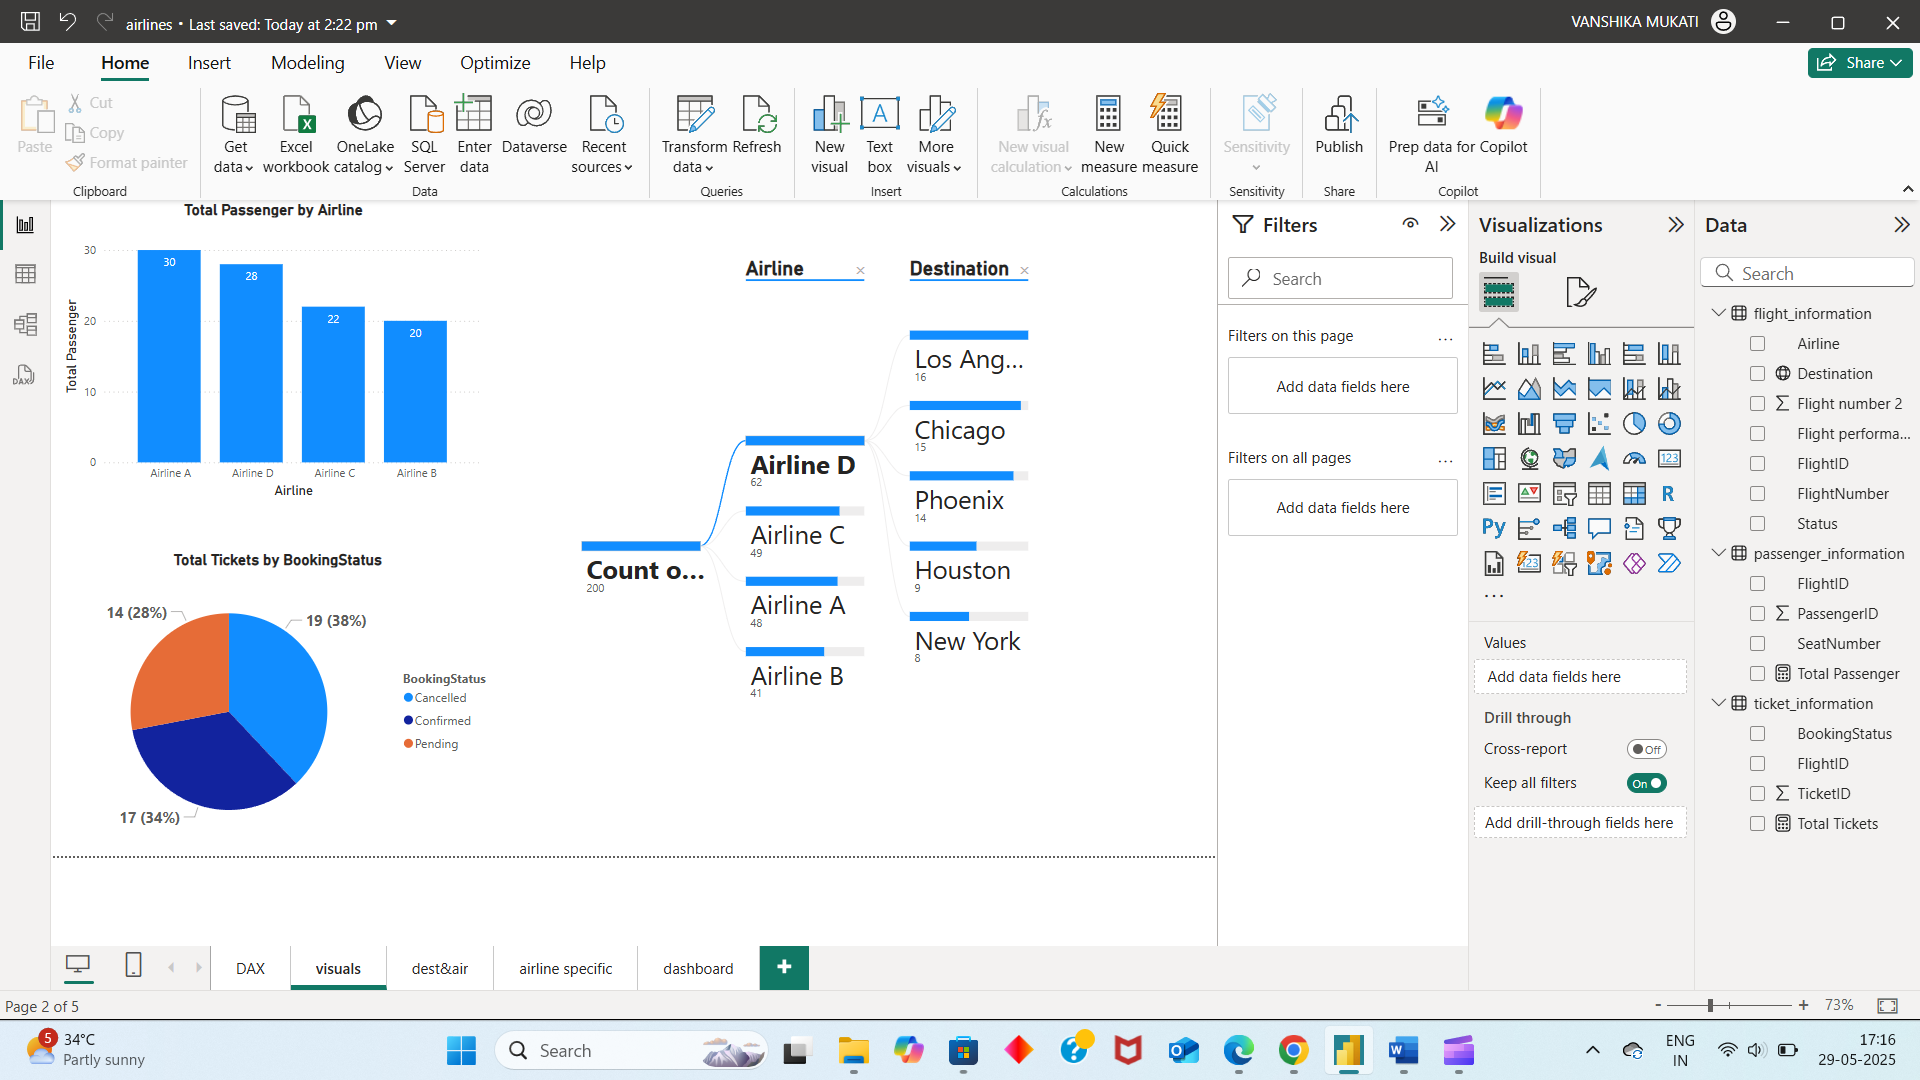 airlines • Last saved: Today at 2:22 pm
VANSHIKA MUKATI
File
Home
Insert
Modeling
View
Optimize
Help
Share
Paste
Cut
Copy
Format painter
Clipboard
Get data
Excel workbook
OneLake catalog
SQL Server
Enter data
Dataverse
Recent sources
Data
Transform data
Refresh
Queries
New visual
Text box
More visuals
Insert
New visual calculation
New measure
Quick measure
Calculations
Sensitivity
Sensitivity
Publish
Share
Prep data for AI
Copilot
Copilot
Total Passenger by Airline
Total Passenger
30
20
10
0
30
28
22
20
Airline A
Airline D
Airline C
Airline B
Airline
Total Tickets by BookingStatus
14 (28%)
19 (38%)
17 (34%)
BookingStatus
Cancelled
Confirmed
Pending
Airline
Destination
Count o...
200
Airline D
62
Airline C
49
Airline A
48
Airline B
41
Los Ang...
16
Chicago
15
Phoenix
14
Houston
9
New York
8
Filters
Search
Filters on this page
...
Add data fields here
Filters on all pages
...
Add data fields here
Visualizations
Build visual
123
R
Py
123
...
Values
Add data fields here
Drill through
Cross-report
Off
Keep all filters
On
Add drill-through fields here
Data
Search
flight_information
Airline
Destination
Flight number 2
Flight performa...
FlightID
FlightNumber
Status
passenger_information
FlightID
PassengerID
SeatNumber
Total Passenger
ticket_information
BookingStatus
FlightID
TicketID
Total Tickets
DAX
DAX
visuals
dest&air
airline specific
dashboard
+
Page 2 of 5
- + 73%
5
34°C
Partly sunny
Search
ENG
IN
17:16
29-05-2025